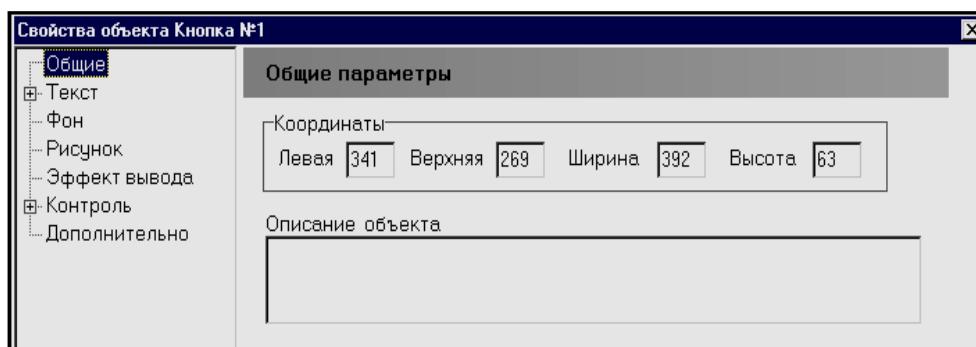 Свойства объекта Кнопка №1
Общие
Текст
Фон
Рисунок
Эффект вывода
Контроль
Дополнительно
Общие параметры
Координаты
Левая 341 Верхняя 269 Ширина 392 Высота 63
Описание объекта